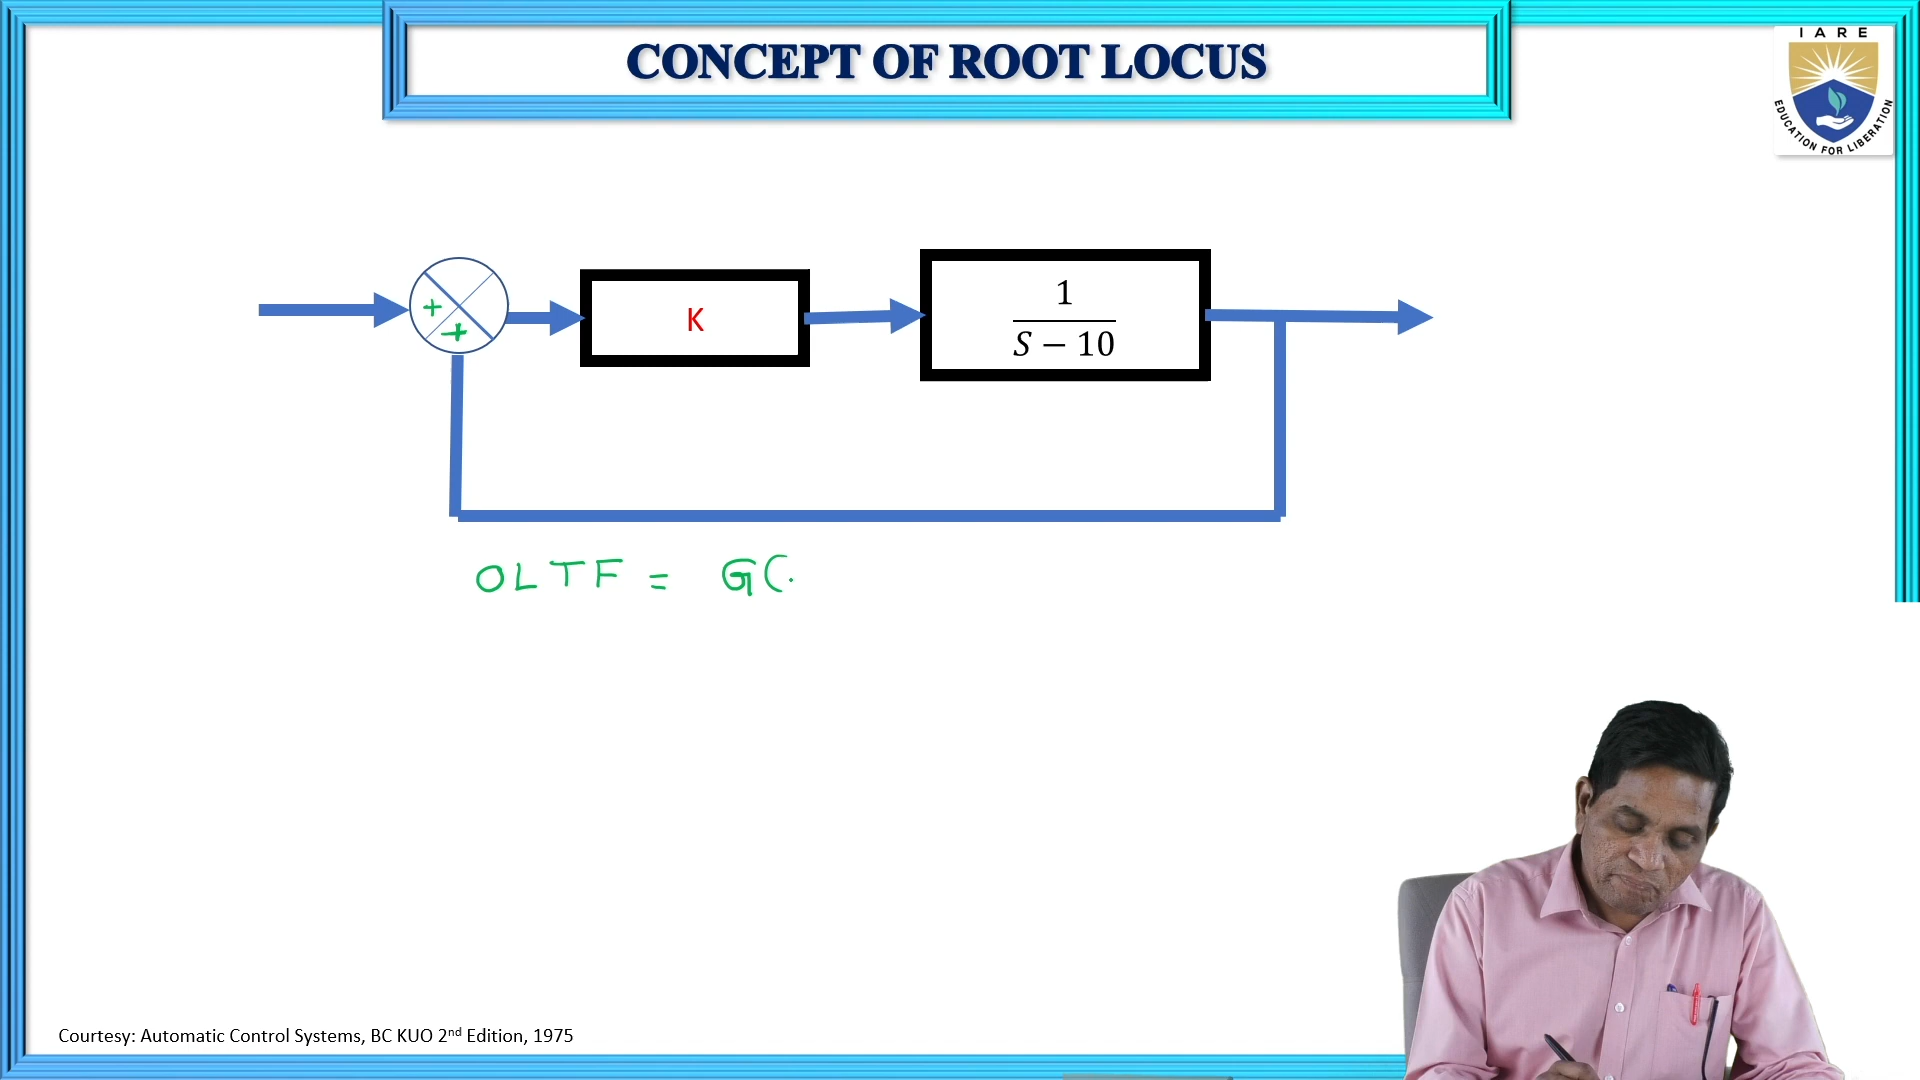 CONCEPT OF ROOT LOCUS
IARE
EDUCATION FOR LIBERATION
+
+
K
1
S − 10
OLTF = G(
Courtesy: Automatic Control Systems, BC KUO 2nd Edition, 1975